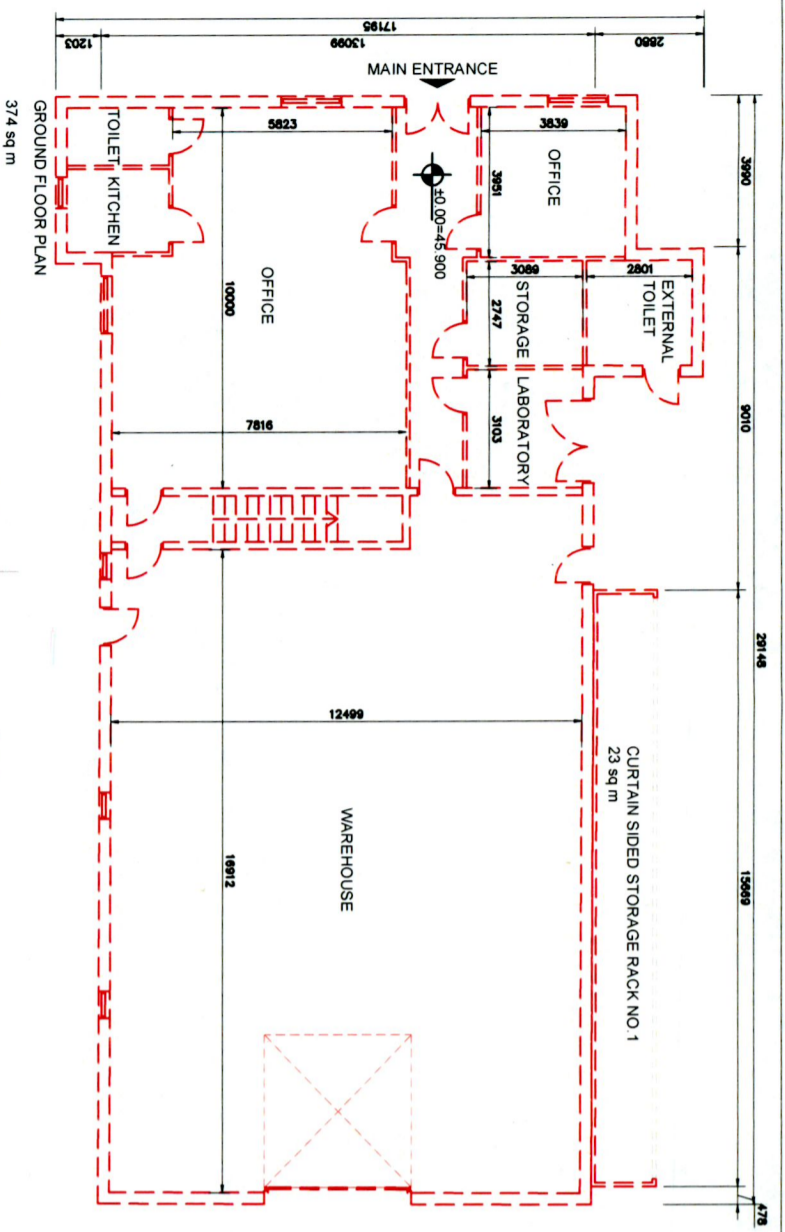 17195
1203
13099
2880
MAIN ENTRANCE
5823
3839
3990
TOILET
KITCHEN
OFFICE
3951
±0.00=45.900
GROUND FLOOR PLAN
374 sq m
OFFICE
10000
7816
3089
2801
2747
STORAGE
EXTERNAL
TOILET
LABORATORY
3103
9010
29148
12499
WAREHOUSE
16912
CURTAIN SIDED STORAGE RACK NO.1
23 sq m
15669
478